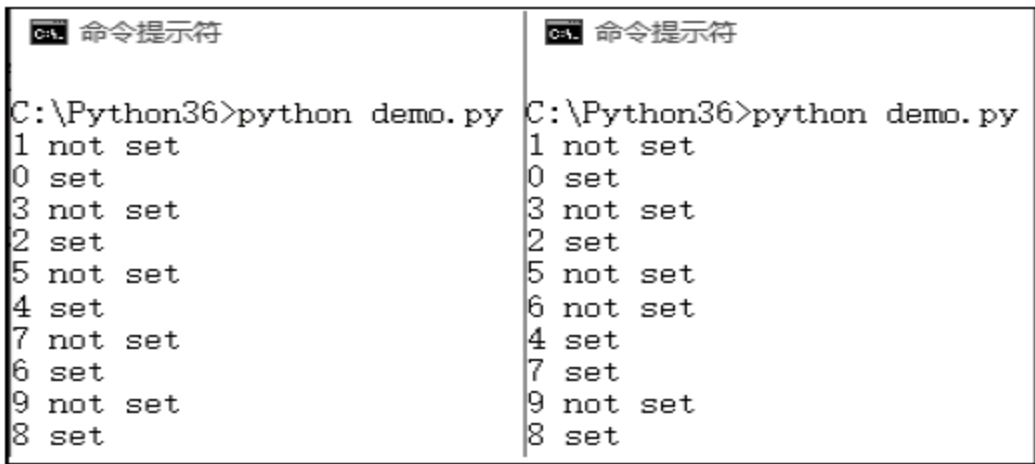 命令提示符
C:\Python36>python demo.py
1 not set
0 set
3 not set
2 set
5 not set
4 set
7 not set
6 set
9 not set
8 set
命令提示符
C:\Python36>python demo.py
1 not set
0 set
3 not set
2 set
5 not set
6 not set
4 set
7 set
9 not set
8 set